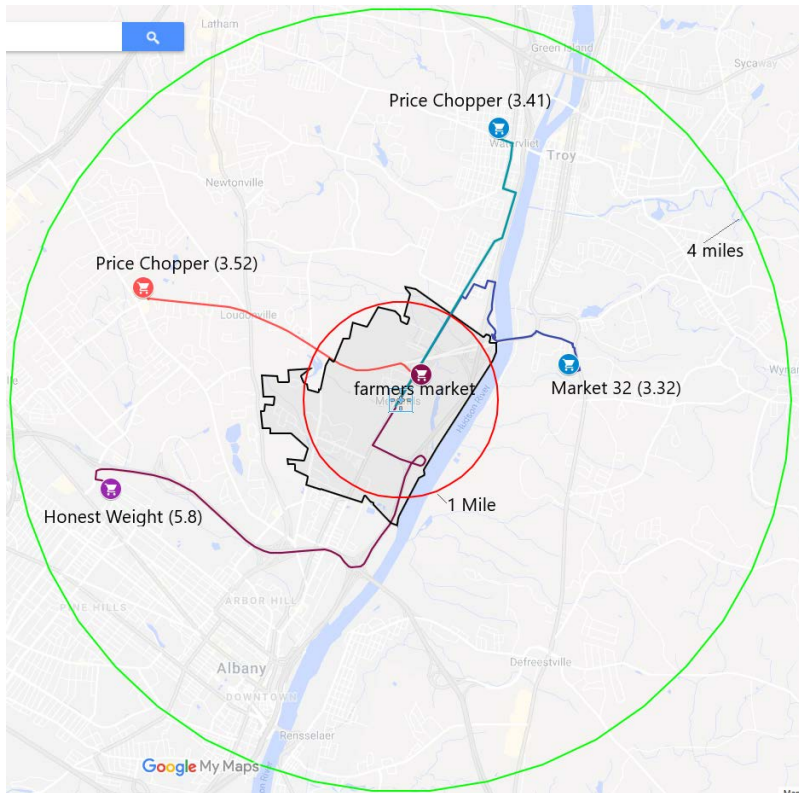 Latham
Green Island
Sycaway
Price Chopper (3.41)
Watervliet
Troy
Newtonville
4 miles
Price Chopper (3.52)
Loudonville
farmers market
Market 32 (3.32)
Hudson River
1 Mile
Honest Weight (5.8)
PINE HILLS
ARBOR HILL
Albany
DOWNTOWN
Defreestville
Rensselaer
Google My Maps